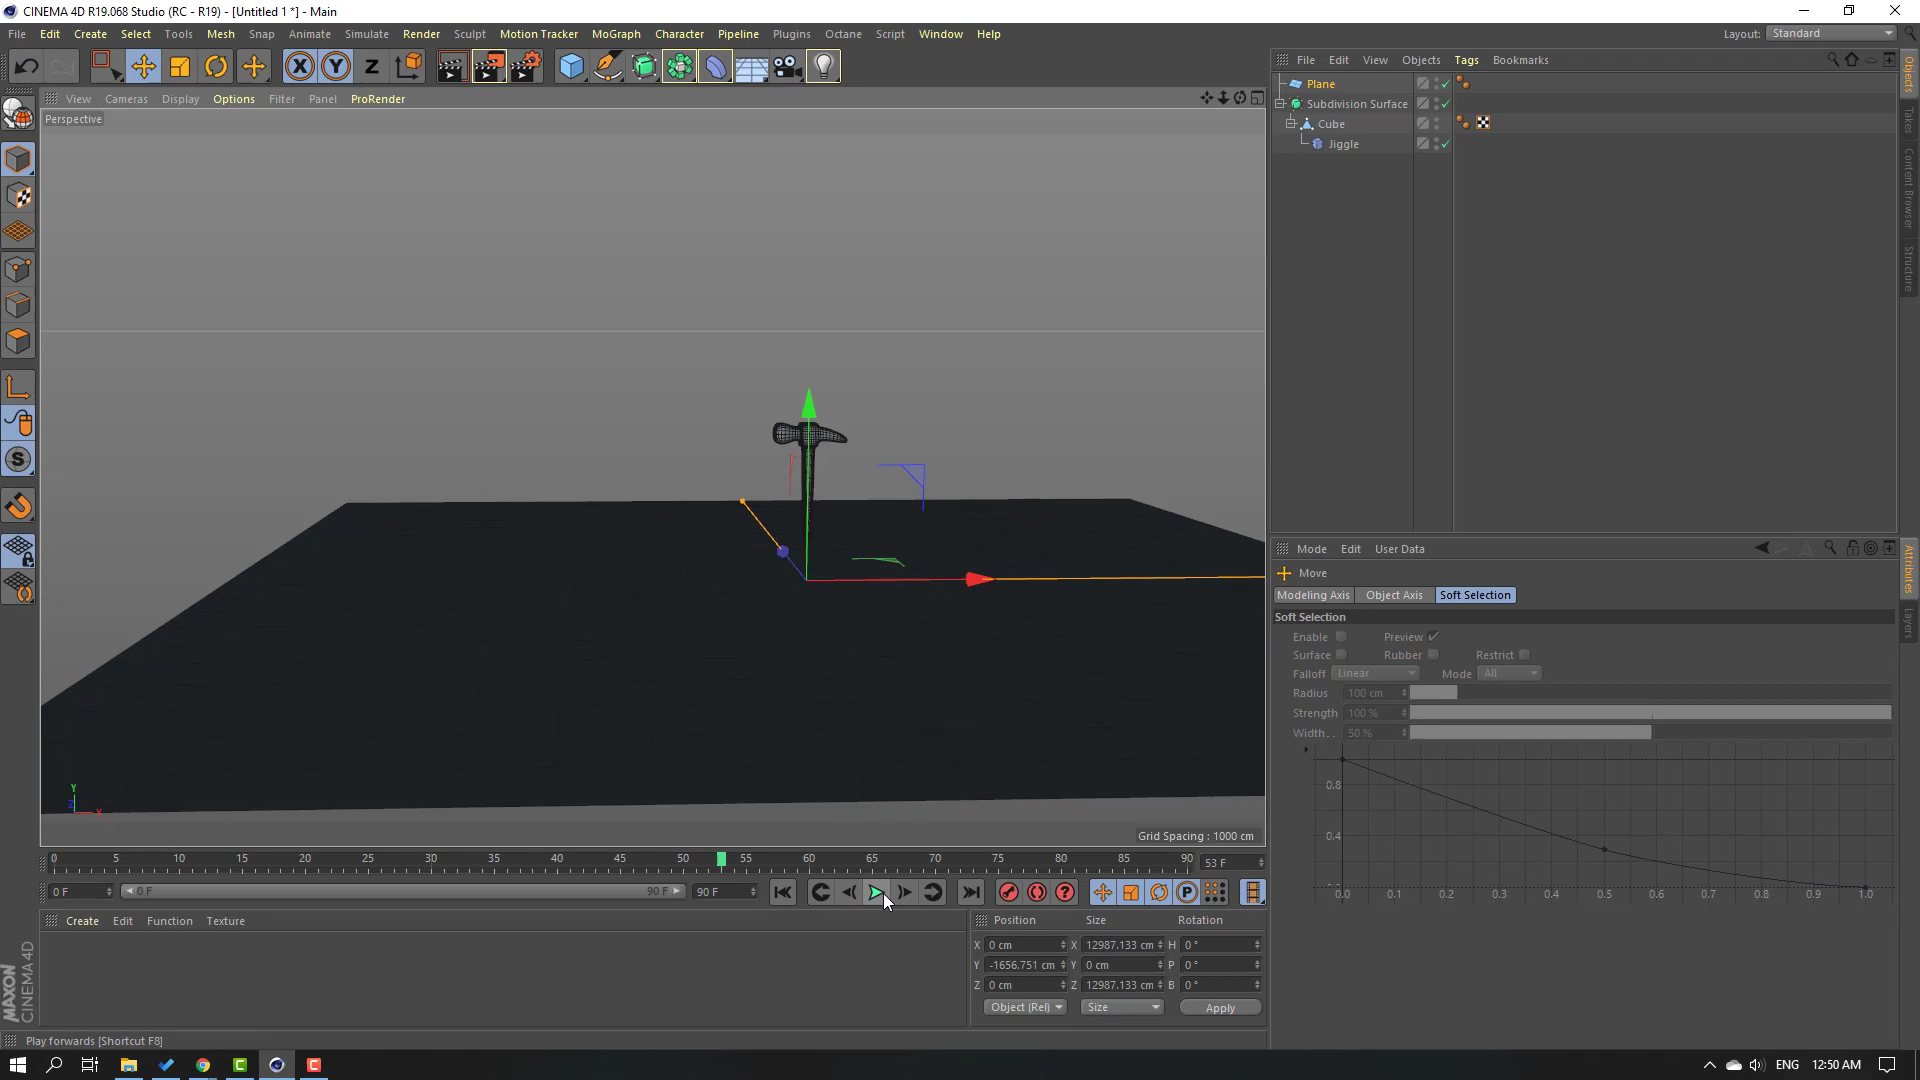 CINEMA 4D R19.068 Studio (RC - R19) - [Untitled 1 *] - Main
File Edit Create Select Tools Mesh Snap Animate Simulate Render Sculpt Motion Tracker MoGraph Character Pipeline Plugins Octane Script Window Help
Layout: Standard
File Edit View Objects Tags Bookmarks
View Cameras Display Options Filter Panel ProRender
Perspective
Plane
Subdivision Surface
Cube
Jiggle
Objects
Takes
Content Browser
Structure
Mode Edit User Data
Move
Modeling Axis Object Axis Soft Selection
Soft Selection
Enable Preview
Surface Rubber Restrict
Falloff Linear Mode All
Radius 100 cm
Strength 100 %
Width.. 50 %
0.8
0.4
0.0 0.1 0.2 0.3 0.4 0.5 0.6 0.7 0.8 0.9 1.0
Attributes
Layers
Y
Z
X
Grid Spacing : 1000 cm
0 5 10 15 20 25 30 35 40 45 50 55 60 65 70 75 80 85 90
53 F
0 F 0 F 90 F 90 F
Create Edit Function Texture
Position Size Rotation
X 0 cm X 12987.133 cm H 0 °
Y -1656.751 cm Y 0 cm P 0 °
Z 0 cm Z 12987.133 cm B 0 °
Object (Rel) Size Apply
MAXON
CINEMA 4D
Play forwards [Shortcut F8]
ENG 12:50 AM